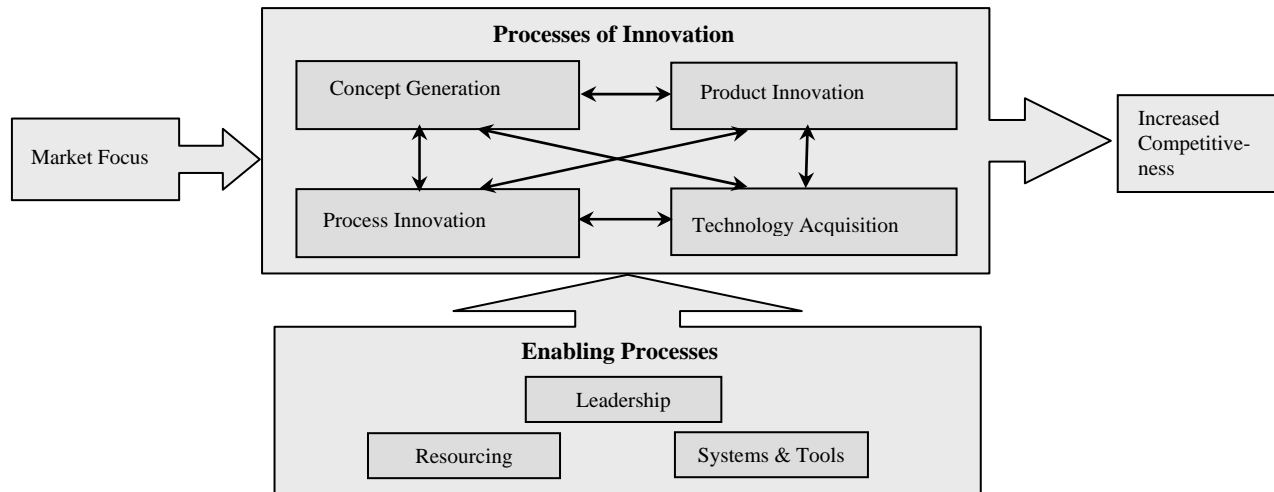 Processes of Innovation
Concept Generation
Product Innovation
Market Focus
Increased
Competitive-
ness
Process Innovation
Technology Acquisition
Enabling Processes
Leadership
Resourcing
Systems & Tools